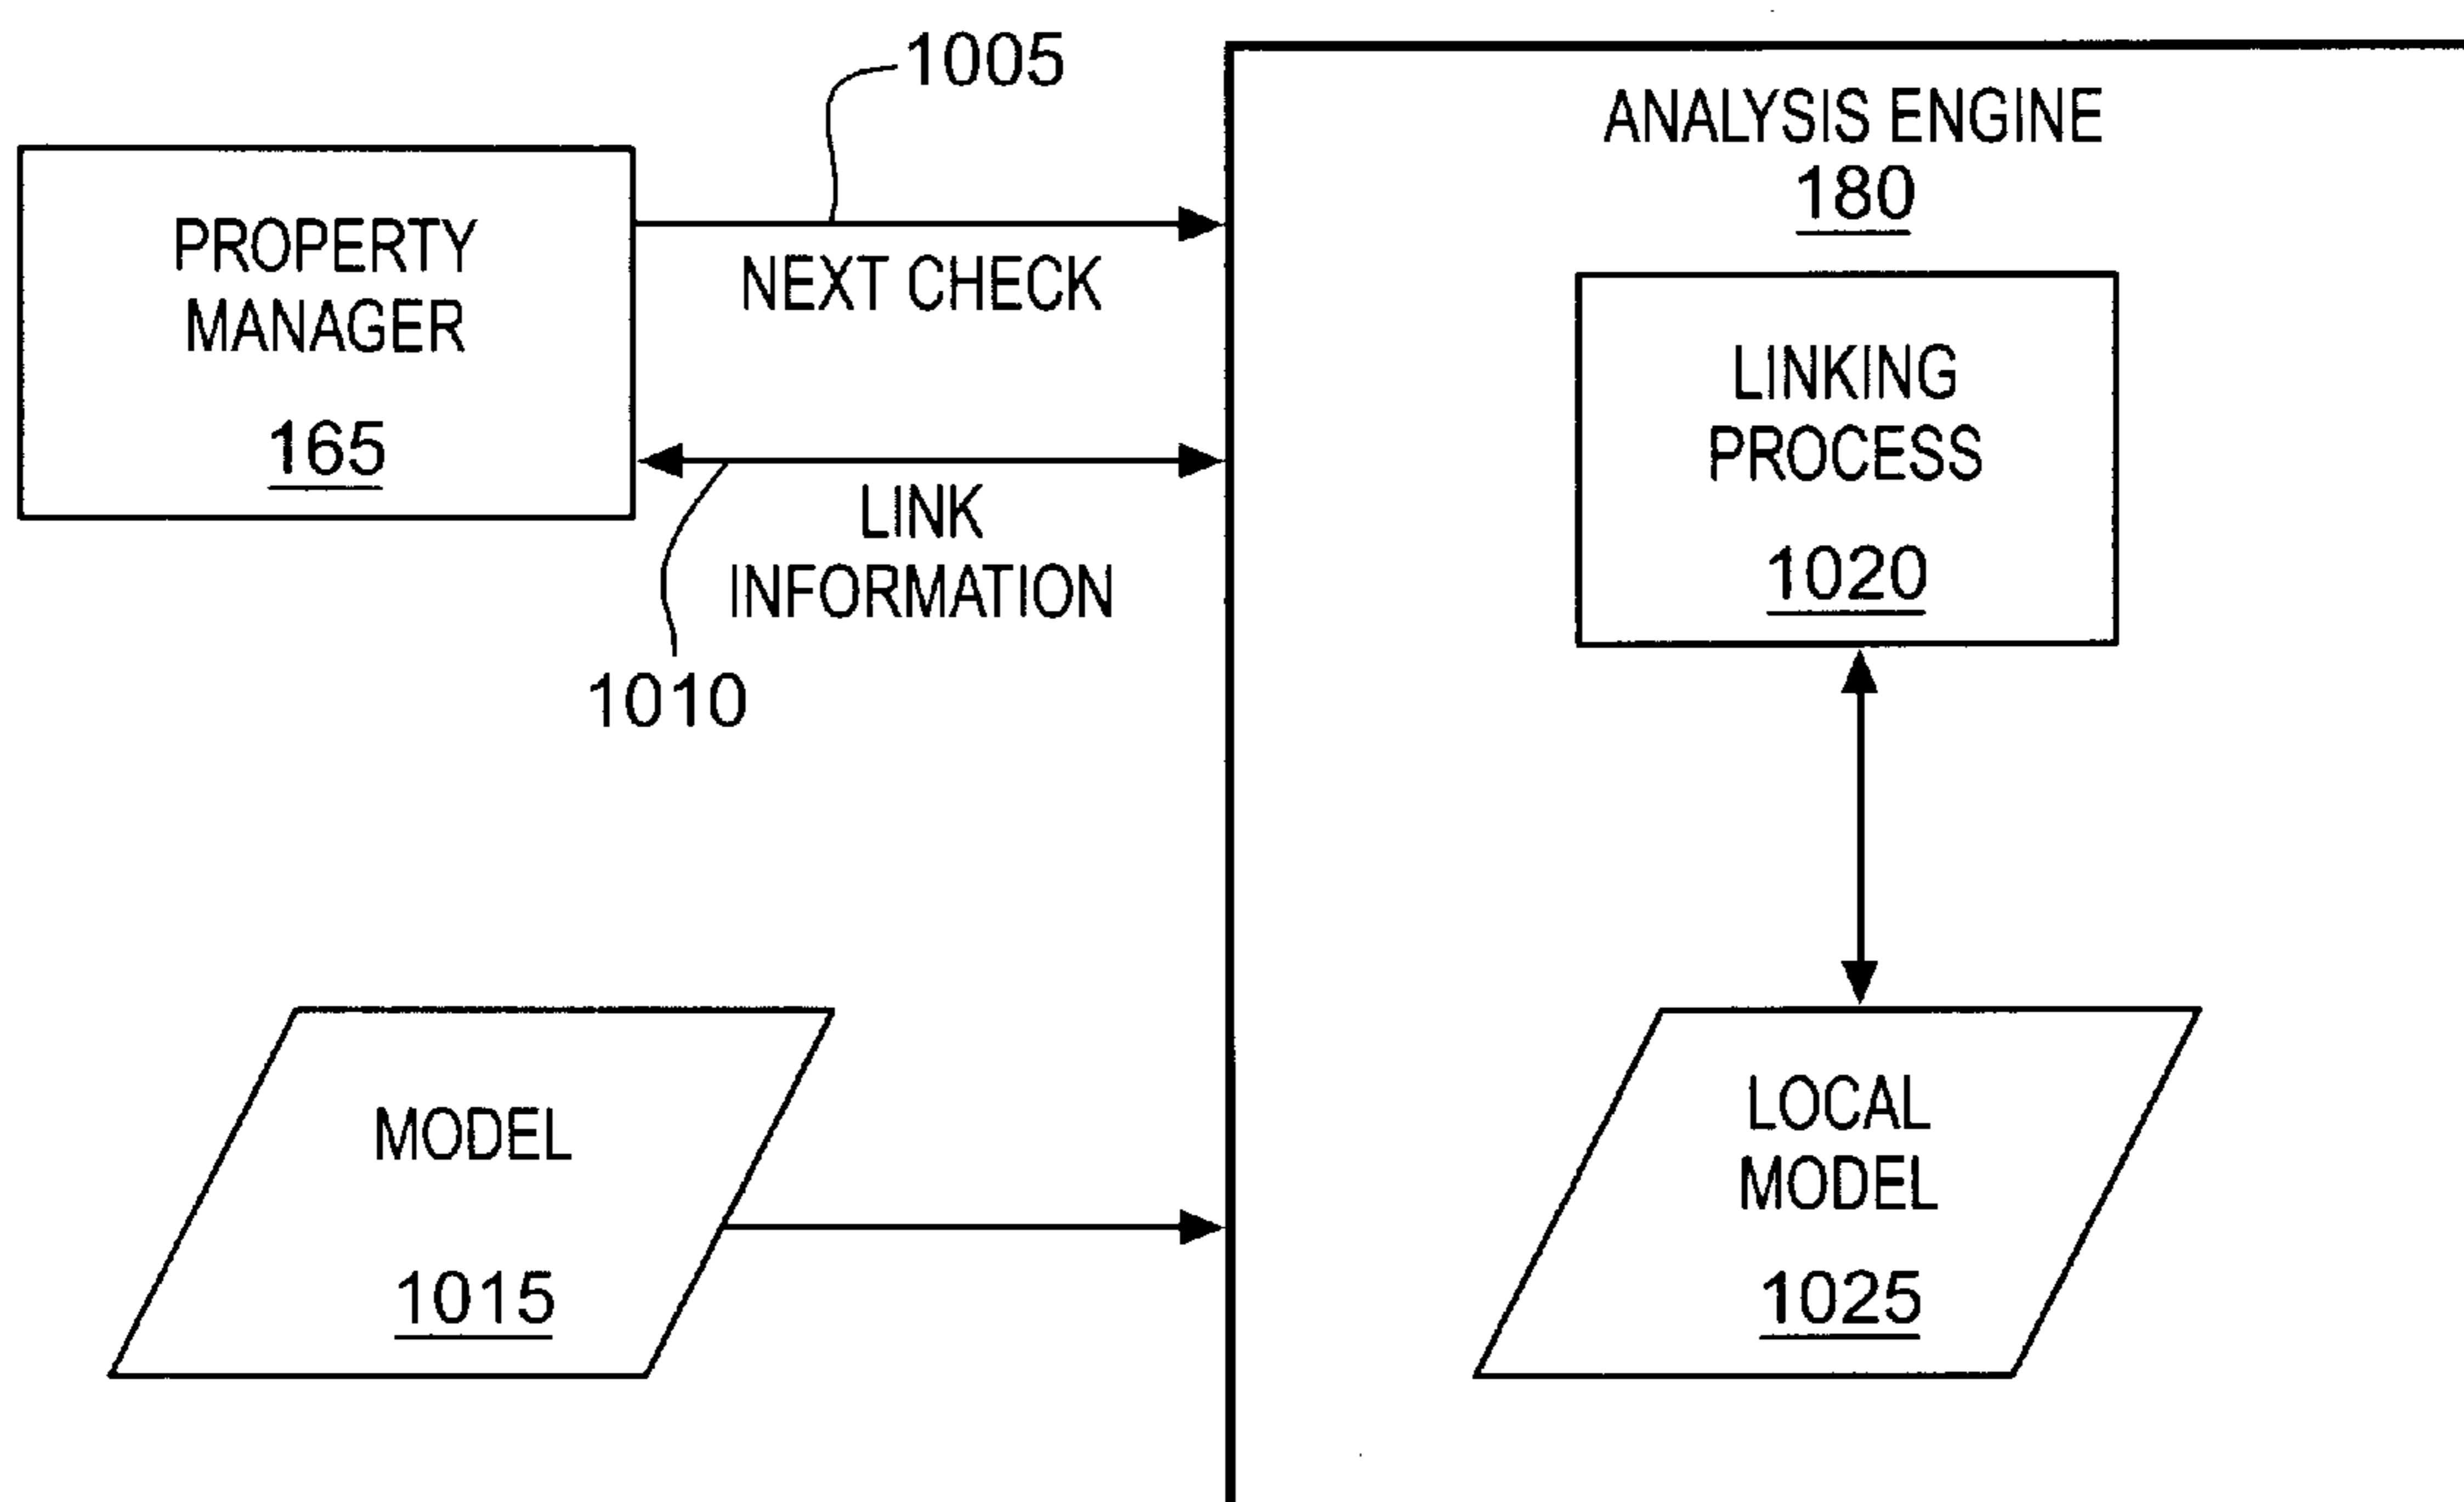 1005
PROPERTY
MANAGER
165
NEXT CHECK
LINK
INFORMATION
1010
MODEL
1015
ANALYSIS ENGINE
180
LINKING
PROCESS
1020
LOCAL
MODEL
1025